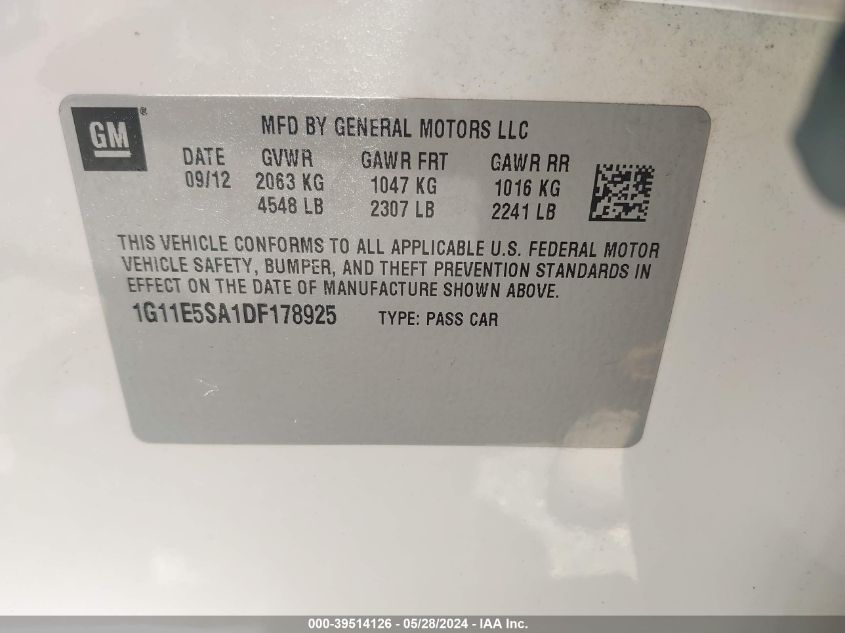 GM ®
MFD BY GENERAL MOTORS LLC
DATE GVWR GAWR FRT GAWR RR
09/12 2063 KG 1047 KG 1016 KG
4548 LB 2307 LB 2241 LB
THIS VEHICLE CONFORMS TO ALL APPLICABLE U.S. FEDERAL MOTOR
VEHICLE SAFETY, BUMPER, AND THEFT PREVENTION STANDARDS IN
EFFECT ON THE DATE OF MANUFACTURE SHOWN ABOVE.
1G11E5SA1DF178925 TYPE: PASS CAR
000-39514126 - 05/28/2024 - IAA Inc.